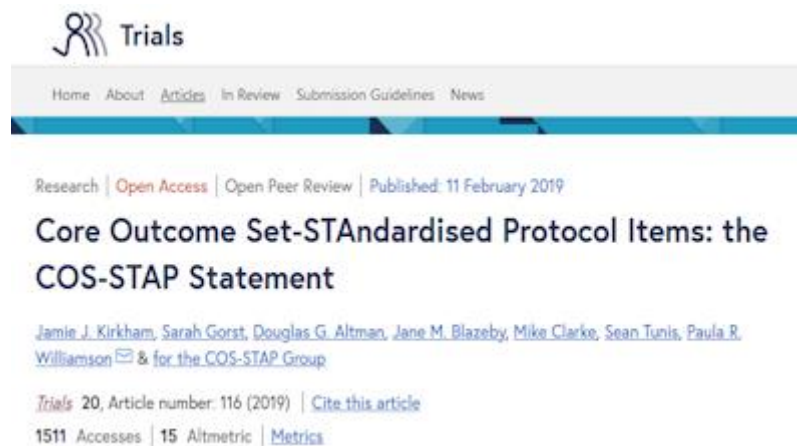 Trials
Home About Articles In Review Submission Guidelines News
Research | Open Access | Open Peer Review | Published: 11 February 2019
Core Outcome Set-STAndardised Protocol Items: the
COS-STAP Statement
Jamie J. Kirkham, Sarah Gorst, Douglas G. Altman, Jane M. Blazeby, Mike Clarke, Sean Tunis, Paula R.
Williamson & for the COS-STAP Group
Trials 20, Article number: 116 (2019) | Cite this article
1511 Accesses | 15 Altmetric | Metrics